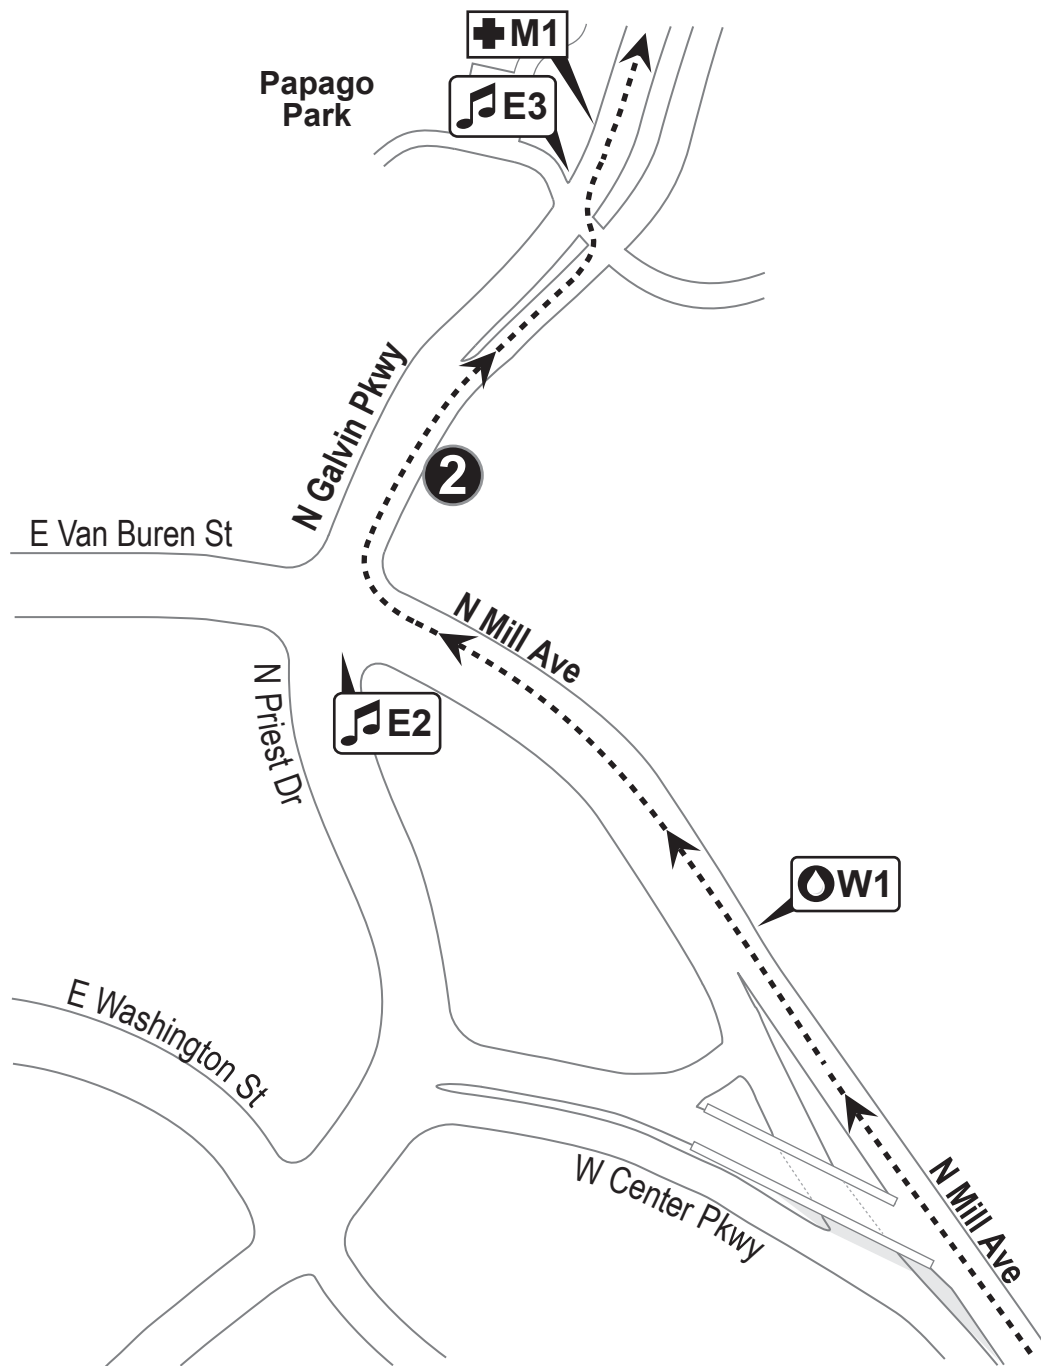 M1
Papago
Park
E3
N Galvin Pkwy
2
E Van Buren St
N Mill Ave
N Priest Dr
E2
W1
E Washington St
W Center Pkwy
N Mill Ave